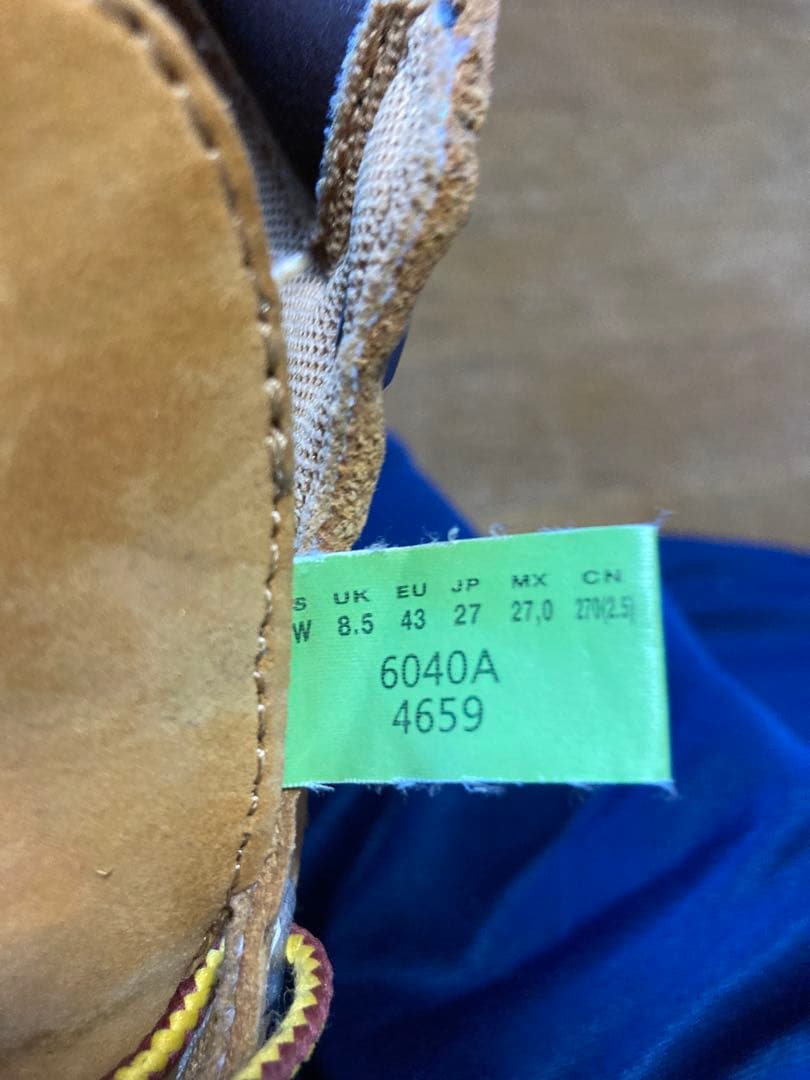 S UK EU JP MX CN
W 8.5 43 27 27,0 270(2.5)
6040A
4659